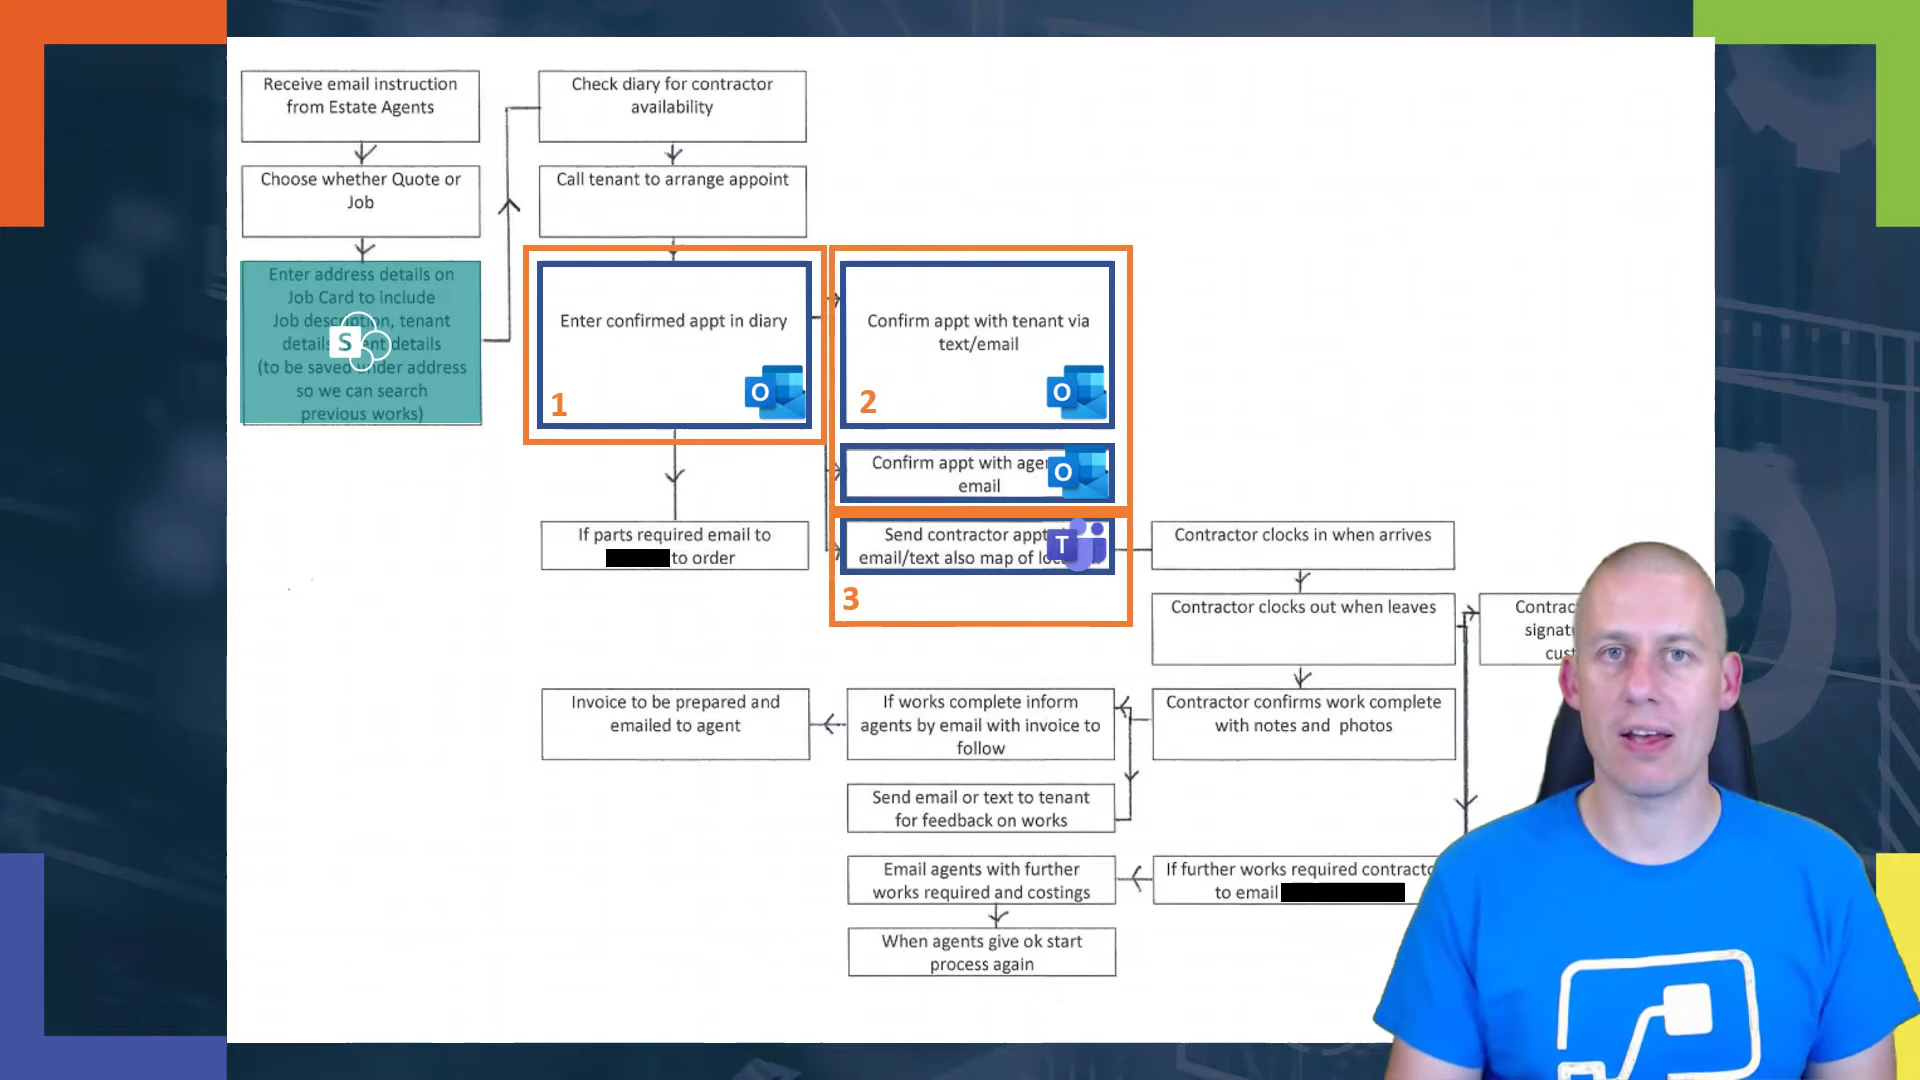 Receive email instruction
from Estate Agents
Choose whether Quote or
Job
Enter address details on
Job Card to include
Job description, tenant
details
details
(to be saved under address
so we can search
previous works)
S
Check diary for contractor
availability
Call tenant to arrange appoint
Enter confirmed appt in diary
1
O
Confirm appt with tenant via
text/email
2
O
Confirm appt with
email
O
Send contractor appt
email/text also map of
T
3
If parts required email to
to order
Contractor clocks in when arrives
Contractor clocks out when leaves
Contractor confirms work complete
with notes and photos
If works complete inform
agents by email with invoice to
follow
Invoice to be prepared and
emailed to agent
Send email or text to tenant
for feedback on works
If further works required
to email
Email agents with further
works required and costings
When agents give ok start
process again